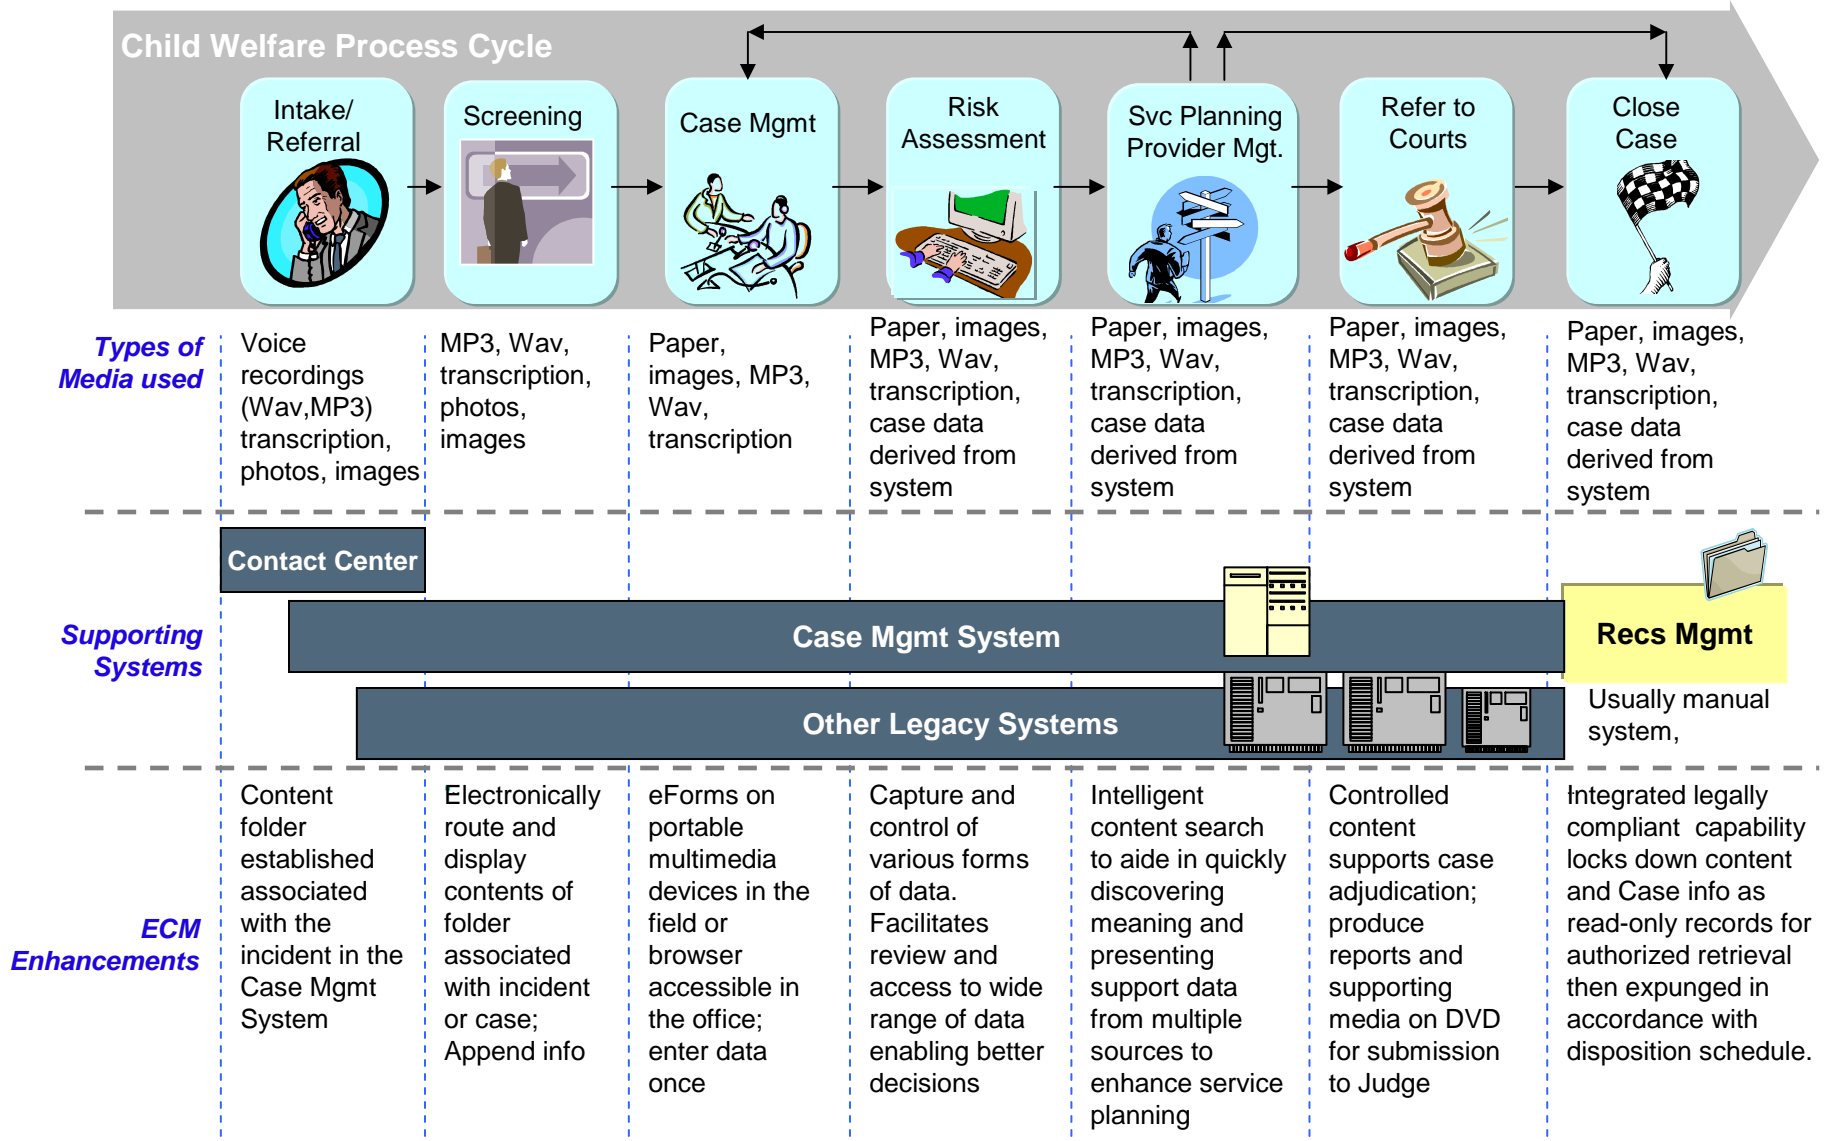 Child Welfare Process Cycle
Intake/
Referral
Screening
Case Mgmt
Risk
Assessment
Svc Planning
Provider Mgt.
Refer to
Courts
Close
Case
Types of
Media used
Voice
recordings
(Wav,MP3)
transcription,
photos, images
MP3, Wav,
transcription,
photos,
images
Paper,
images, MP3,
Wav,
transcription
Paper, images,
MP3, Wav,
transcription,
case data
derived from
system
Paper, images,
MP3, Wav,
transcription,
case data
derived from
system
Paper, images,
MP3, Wav,
transcription,
case data
derived from
system
Paper, images,
MP3, Wav,
transcription,
case data
derived from
system
Supporting
Systems
Contact Center
Case Mgmt System
Other Legacy Systems
Recs Mgmt
Usually manual
system,
ECM
Enhancements
Content
folder
established
associated
with the
incident in the
Case Mgmt
System
Electronically
route and
display
contents of
folder
associated
with incident
or case;
Append info
eForms on
portable
multimedia
devices in the
field or
browser
accessible in
the office;
enter data
once
Capture and
control of
various forms
of data.
Facilitates
review and
access to wide
range of data
enabling better
decisions
Intelligent
content search
to aide in quickly
discovering
meaning and
presenting
support data
from multiple
sources to
enhance service
planning
Controlled
content
supports case
adjudication;
produce
reports and
supporting
media on DVD
for submission
to Judge
Integrated legally
compliant capability
locks down content
and Case info as
read-only records for
authorized retrieval
then expunged in
accordance with
disposition schedule.